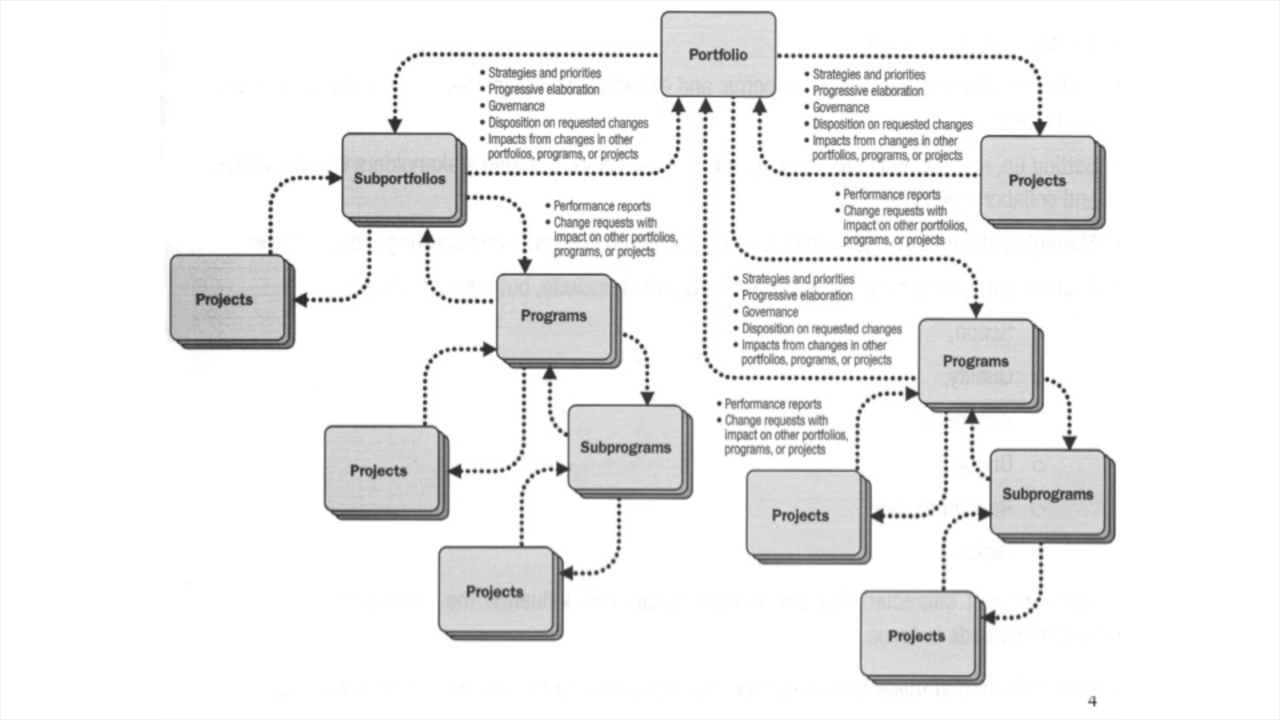 Portfolio
• Strategies and priorities
• Progressive elaboration
• Governance
• Disposition on requested changes
• Impacts from changes in other
portfolios, programs, or projects
• Strategies and priorities
• Progressive elaboration
• Governance
• Disposition on requested changes
• Impacts from changes in other
portfolios, programs, or projects
Subportfolios
Projects
• Performance reports
• Change requests with
impact on other portfolios,
programs, or projects
• Performance reports
• Change requests with
impact on other portfolios,
programs, or projects
Projects
Programs
• Strategies and priorities
• Progressive elaboration
• Governance
• Disposition on requested changes
• Impacts from changes in other
portfolios, programs, or projects
Programs
• Performance reports
• Change requests with
impact on other portfolios,
programs, or projects
Projects
Subprograms
Projects
Subprograms
Projects
Projects
4